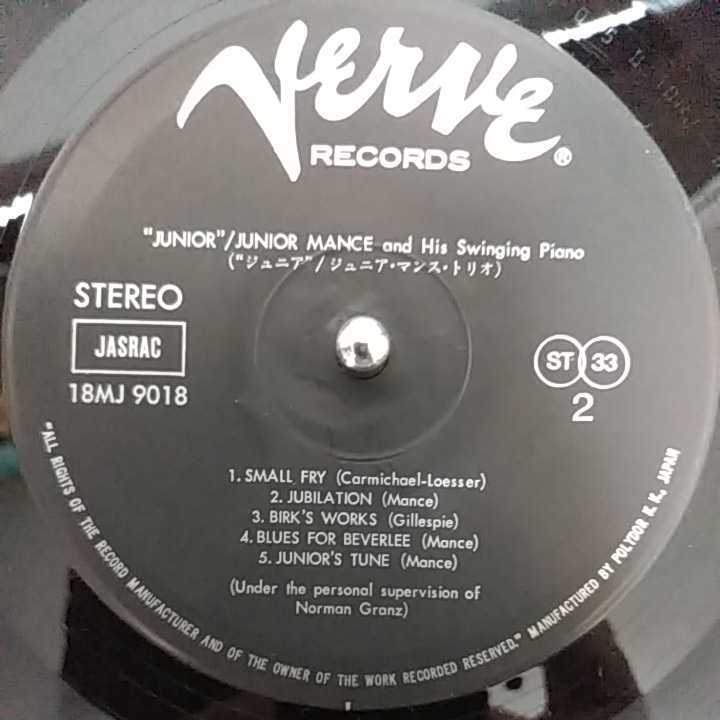 Verve
RECORDS ®
"JUNIOR"/JUNIOR MANCE and His Swinging Piano
("ジュニア"/ジュニア・マンス・トリオ)
STEREO
JASRAC
18MJ 9018
ST 33
2
1. SMALL FRY (Carmichael-Loesser)
2. JUBILATION (Mance)
3. BIRK'S WORKS (Gillespie)
4. BLUES FOR BEVERLEE (Mance)
5. JUNIOR'S TUNE (Mance)
(Under the personal supervision of
Norman Granz)
"ALL RIGHTS OF THE RECORD MANUFACTURER AND OF THE OWNER OF THE WORK RECORDED RESERVED." MANUFACTURED BY POLYDOR K. K., JAPAN